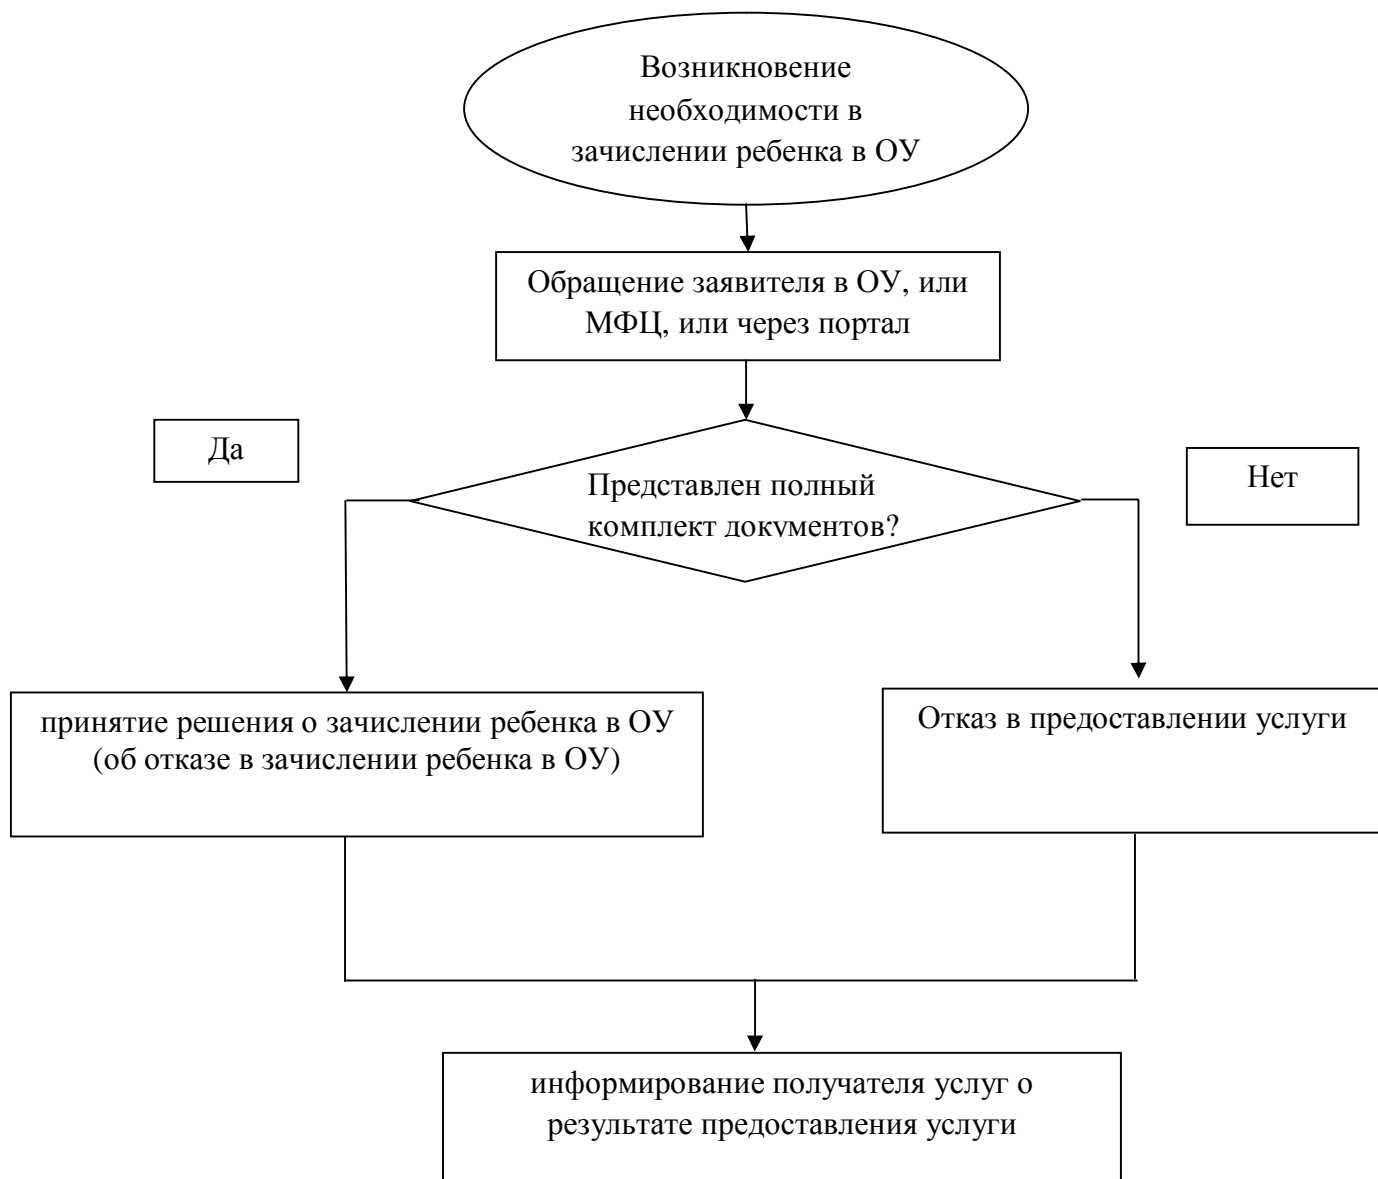 Возникновение
необходимости в
зачислении ребенка в ОУ
Обращение заявителя в ОУ, или
МФЦ, или через портал
Да
Нет
Представлен полный
комплект документов?
принятие решения о зачислении ребенка в ОУ
(об отказе в зачислении ребенка в ОУ)
Отказ в предоставлении услуги
информирование получателя услуг о
результате предоставления услуги